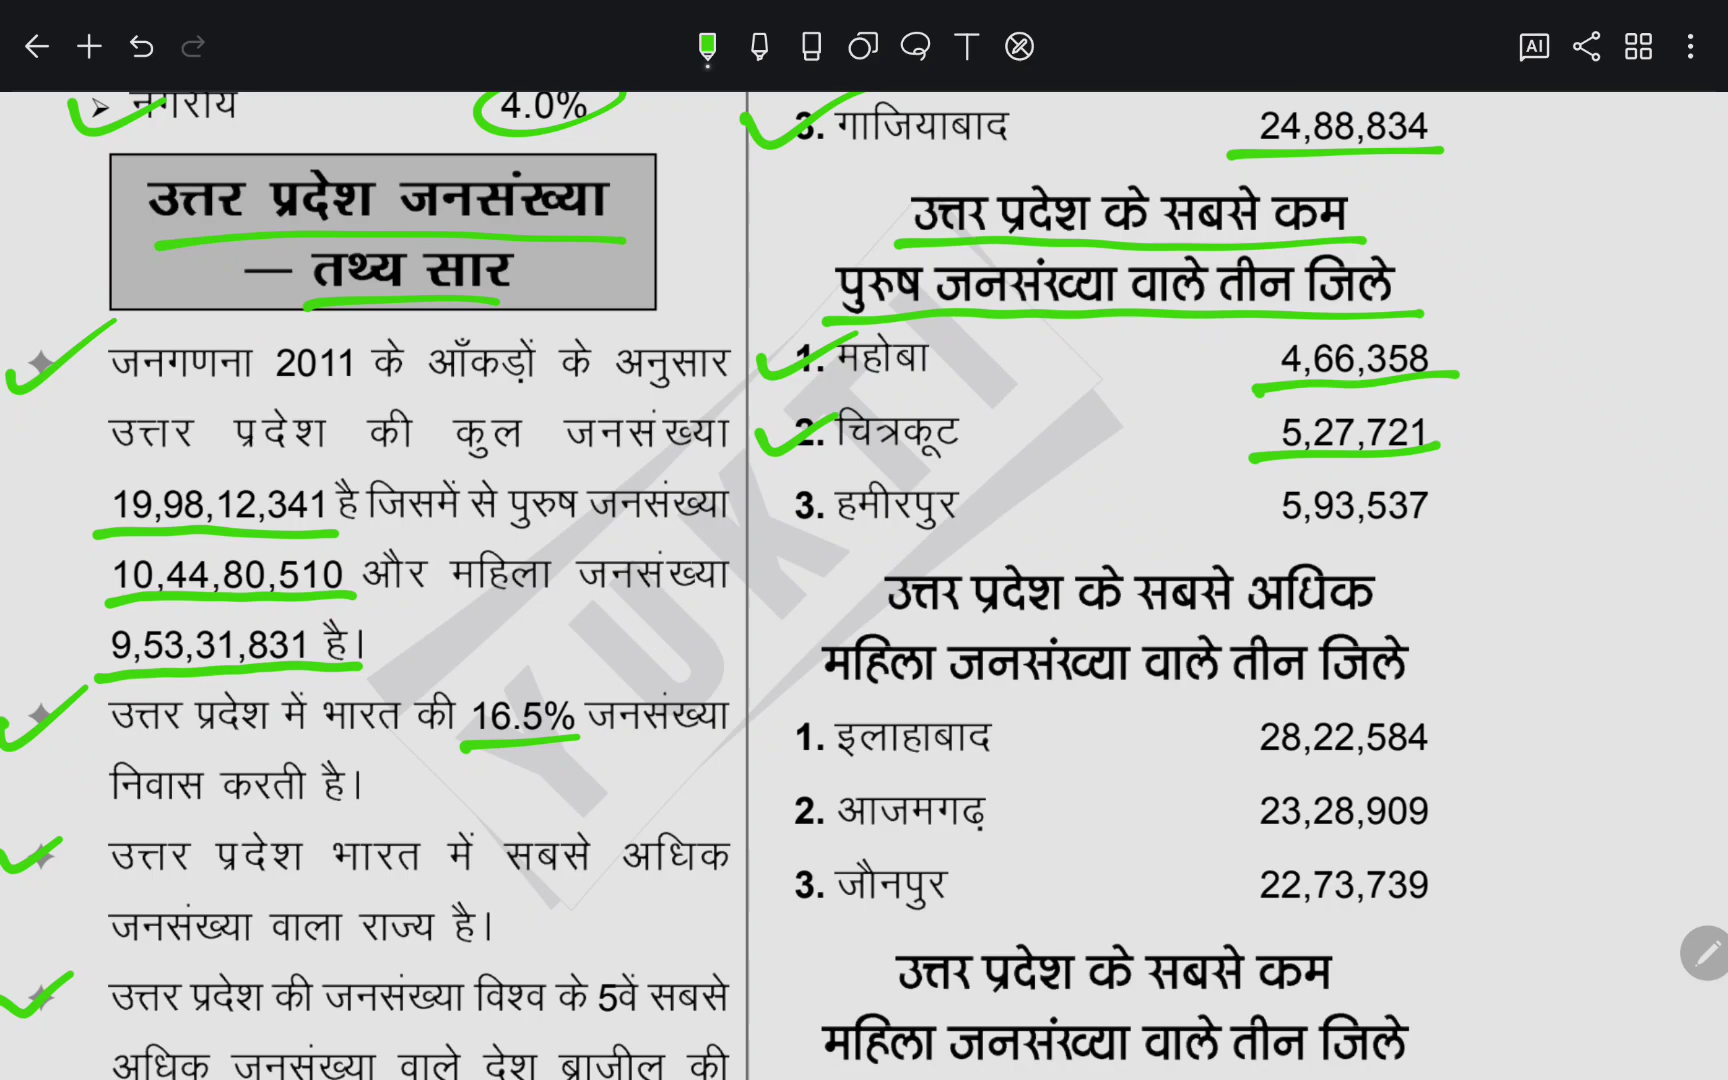 AI
नगरीय 4.0%
उत्तर प्रदेश जनसंख्या
— तथ्य सार
जनगणना 2011 के आँकड़ों के अनुसार
उत्तर प्रदेश की कुल जनसंख्या
19,98,12,341 है जिसमें से पुरुष जनसंख्या
10,44,80,510 और महिला जनसंख्या
9,53,31,831 है।
उत्तर प्रदेश में भारत की 16.5% जनसंख्या
निवास करती है।
उत्तर प्रदेश भारत में सबसे अधिक
जनसंख्या वाला राज्य है।
उत्तर प्रदेश की जनसंख्या विश्व के 5वें सबसे
अधिक जनसंख्या वाले देश ब्राजील की
3. गाजियाबाद 24,88,834
उत्तर प्रदेश के सबसे कम
पुरुष जनसंख्या वाले तीन जिले
1. महोबा 4,66,358
2. चित्रकूट 5,27,721
3. हमीरपुर 5,93,537
उत्तर प्रदेश के सबसे अधिक
महिला जनसंख्या वाले तीन जिले
1. इलाहाबाद 28,22,584
2. आजमगढ़ 23,28,909
3. जौनपुर 22,73,739
उत्तर प्रदेश के सबसे कम
महिला जनसंख्या वाले तीन जिले
YUKTI